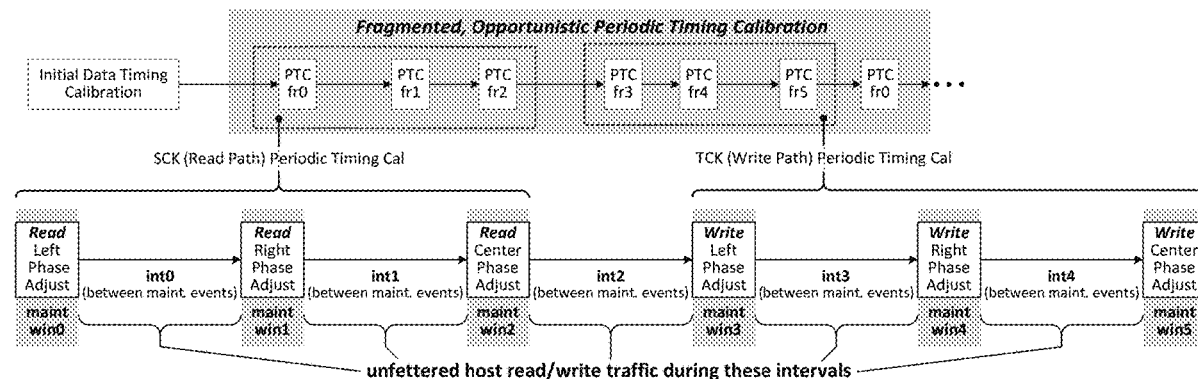 Fragmented, Opportunistic Periodic Timing Calibration
Initial Data Timing
Calibration
PTC
fr0
PTC
fr1
PTC
fr2
PTC
fr3
PTC
fr4
PTC
fr5
PTC
fr0
SCK (Read Path) Periodic Timing Cal
TCK (Write Path) Periodic Timing Cal
Read
Left
Phase
Adjust
maint
win0
int0
(between maint. events)
Read
Right
Phase
Adjust
maint
win1
int1
(between maint. events)
Read
Center
Phase
Adjust
maint
win2
int2
(between maint. events)
Write
Left
Phase
Adjust
maint
win3
int3
(between maint. events)
Write
Right
Phase
Adjust
maint
win4
int4
(between maint. events)
Write
Center
Phase
Adjust
maint
win5
unfettered host read/write traffic during these intervals